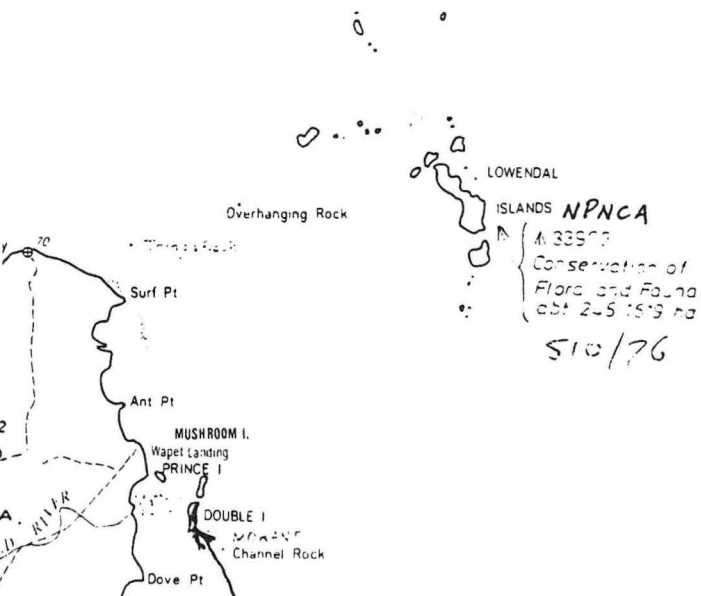 LOWENDAL
ISLANDS NPNCA
Overhanging Rock
Conservation of
Flora and Fauna
510/76
70
Surf Pt
Ant Pt
MUSHROOM I.
Wapet Landing
PRINCE I
RIVER
DOUBLE I
Channel Rock
Dove Pt